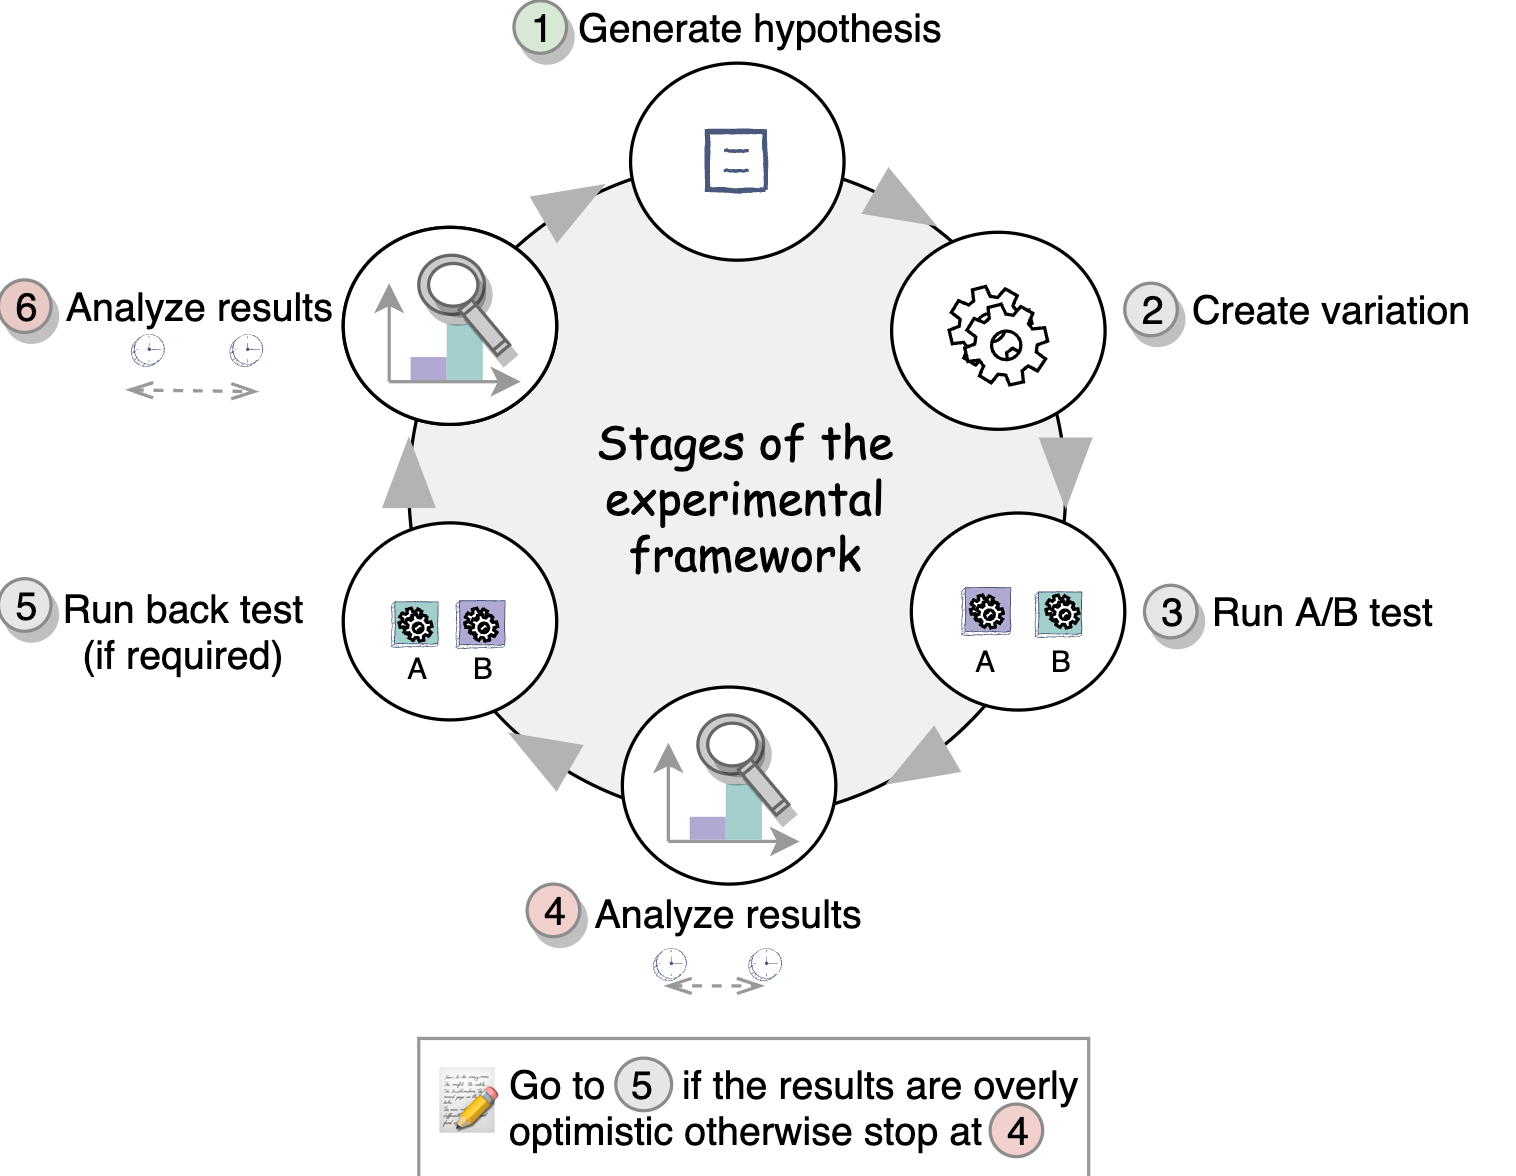 1 Generate hypothesis
2 Create variation
3 Run A/B test
A B
4 Analyze results
5 Run back test
(if required)
A B
6 Analyze results
Stages of the
experimental
framework
Go to 5 if the results are overly
optimistic otherwise stop at 4